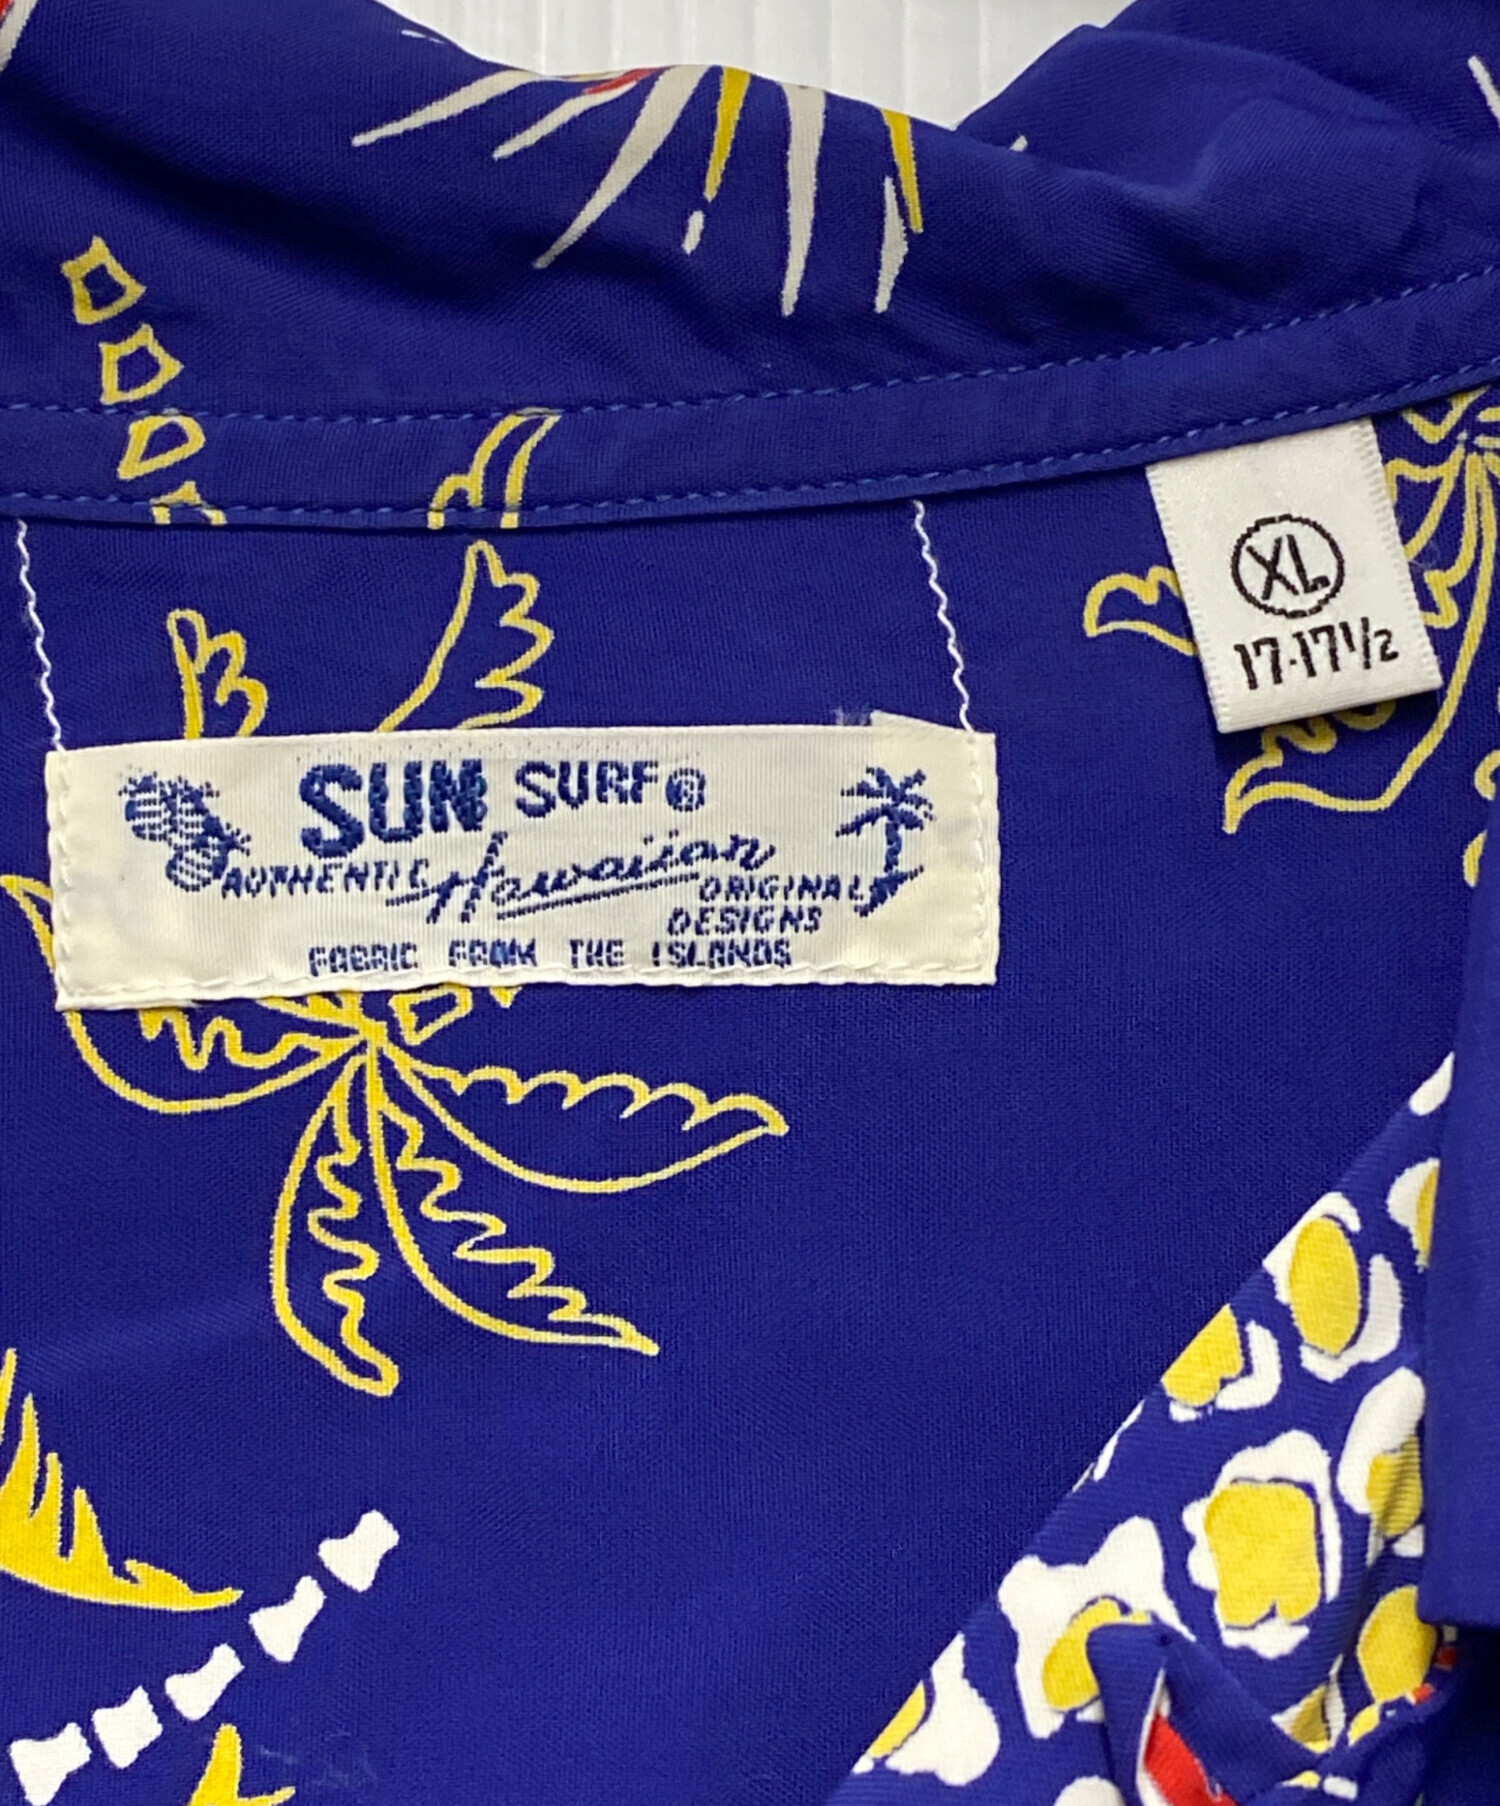 XL
17-17½
SUN SURF®
AUTHENTIC Hawaiian ORIGINAL
DESIGNS
FABRIC FROM THE ISLANDS